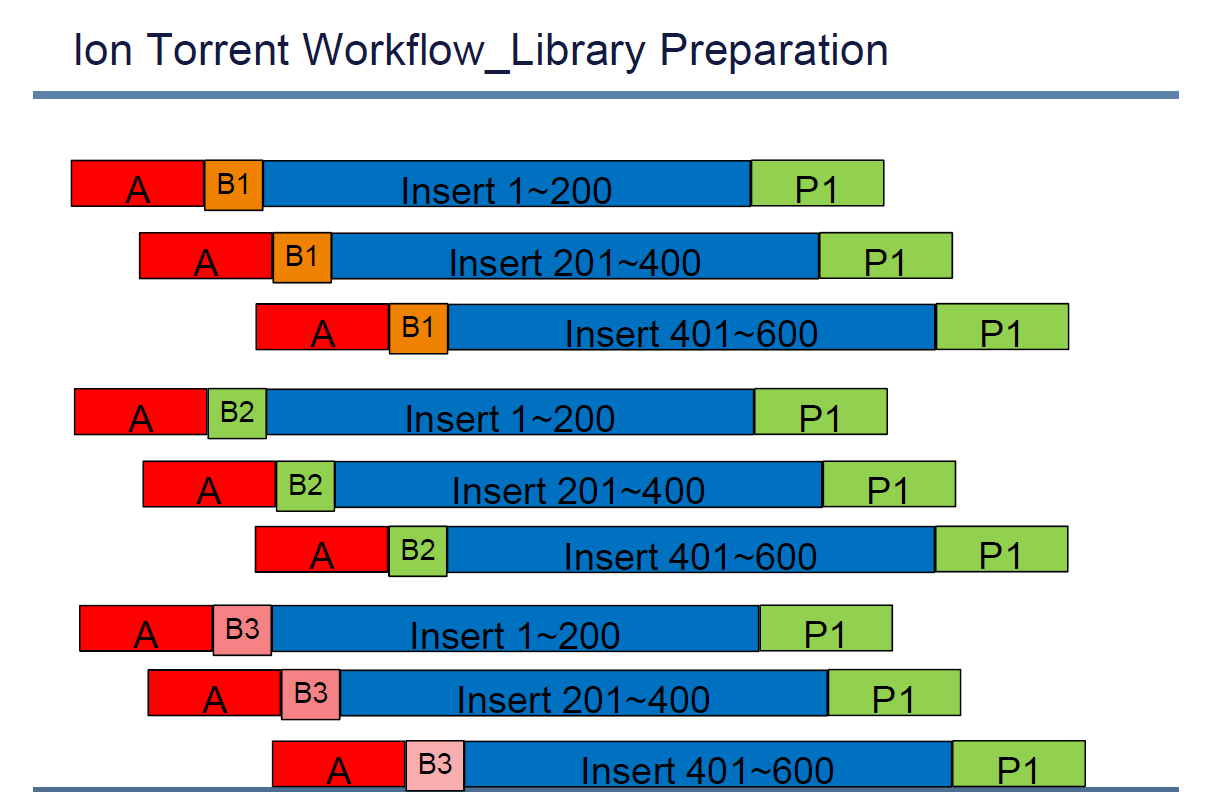 Ion Torrent Workflow_Library Preparation
A B1 Insert 1~200 P1
A B1 Insert 201~400 P1
A B1 Insert 401~600 P1
A B2 Insert 1~200 P1
A B2 Insert 201~400 P1
A B2 Insert 401~600 P1
A B3 Insert 1~200 P1
A B3 Insert 201~400 P1
A B3 Insert 401~600 P1